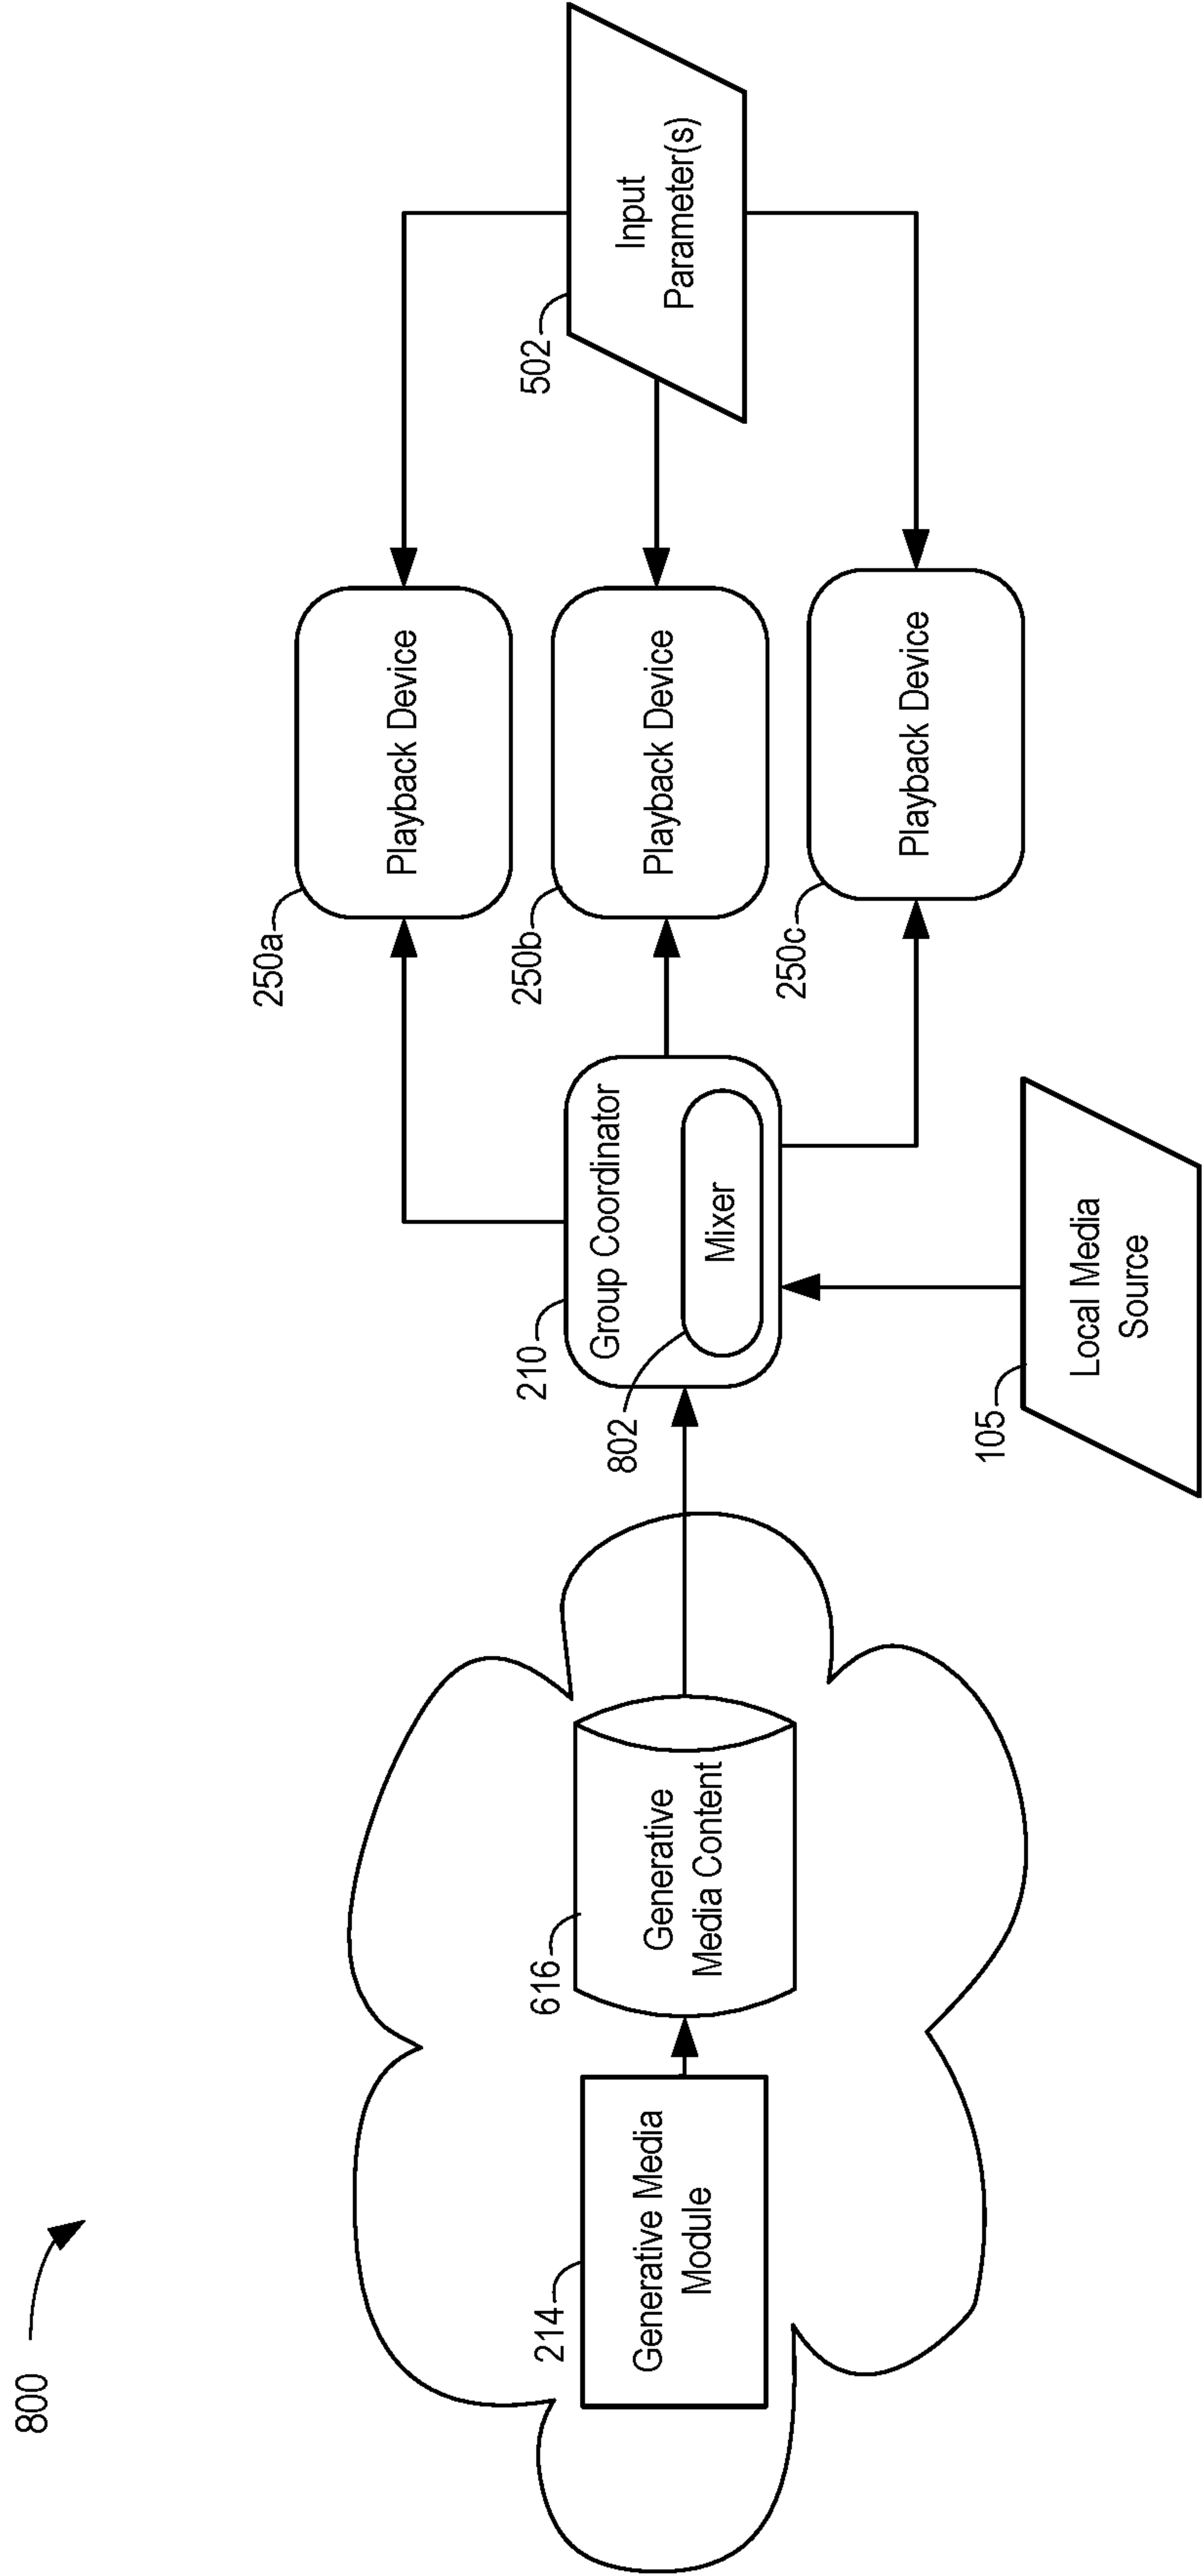 800
214
Generative Media
Module
616
Generative
Media Content
210
Group Coordinator
802
Mixer
105
Local Media
Source
250a
Playback Device
250b
Playback Device
250c
Playback Device
502
Input
Parameter(s)